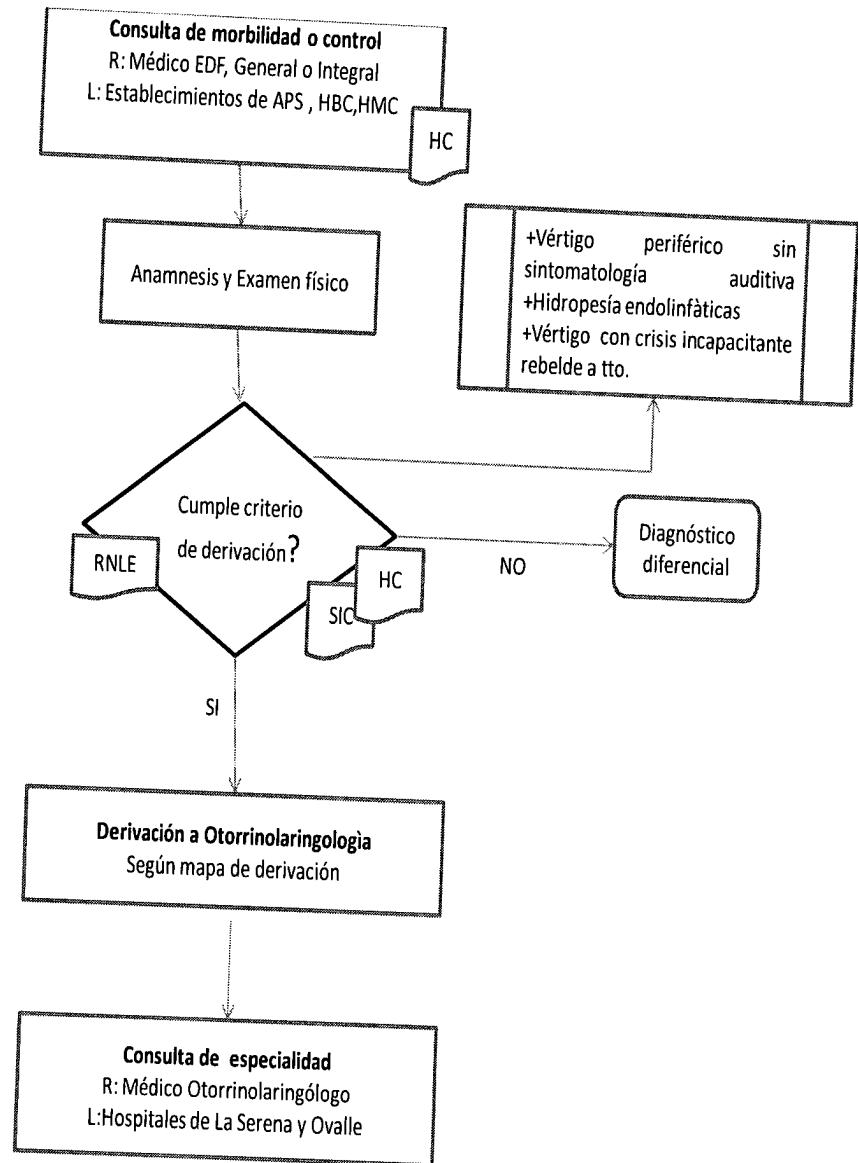 Consulta de morbilidad o control
R: Médico EDF, General o Integral
L: Establecimientos de APS , HBC,HMC
HC
Anamnesis y Examen físico
+Vértigo periférico sin
sintomatología auditiva
+Hidropesía endolinfàticas
+Vértigo con crisis incapacitante
rebelde a tto.
Cumple criterio
de derivación?
RNLE
HC
SIC
NO
Diagnóstico
diferencial
SI
Derivación a Otorrinolaringologìa
Según mapa de derivación
Consulta de especialidad
R: Médico Otorrinolaringólogo
L:Hospitales de La Serena y Ovalle